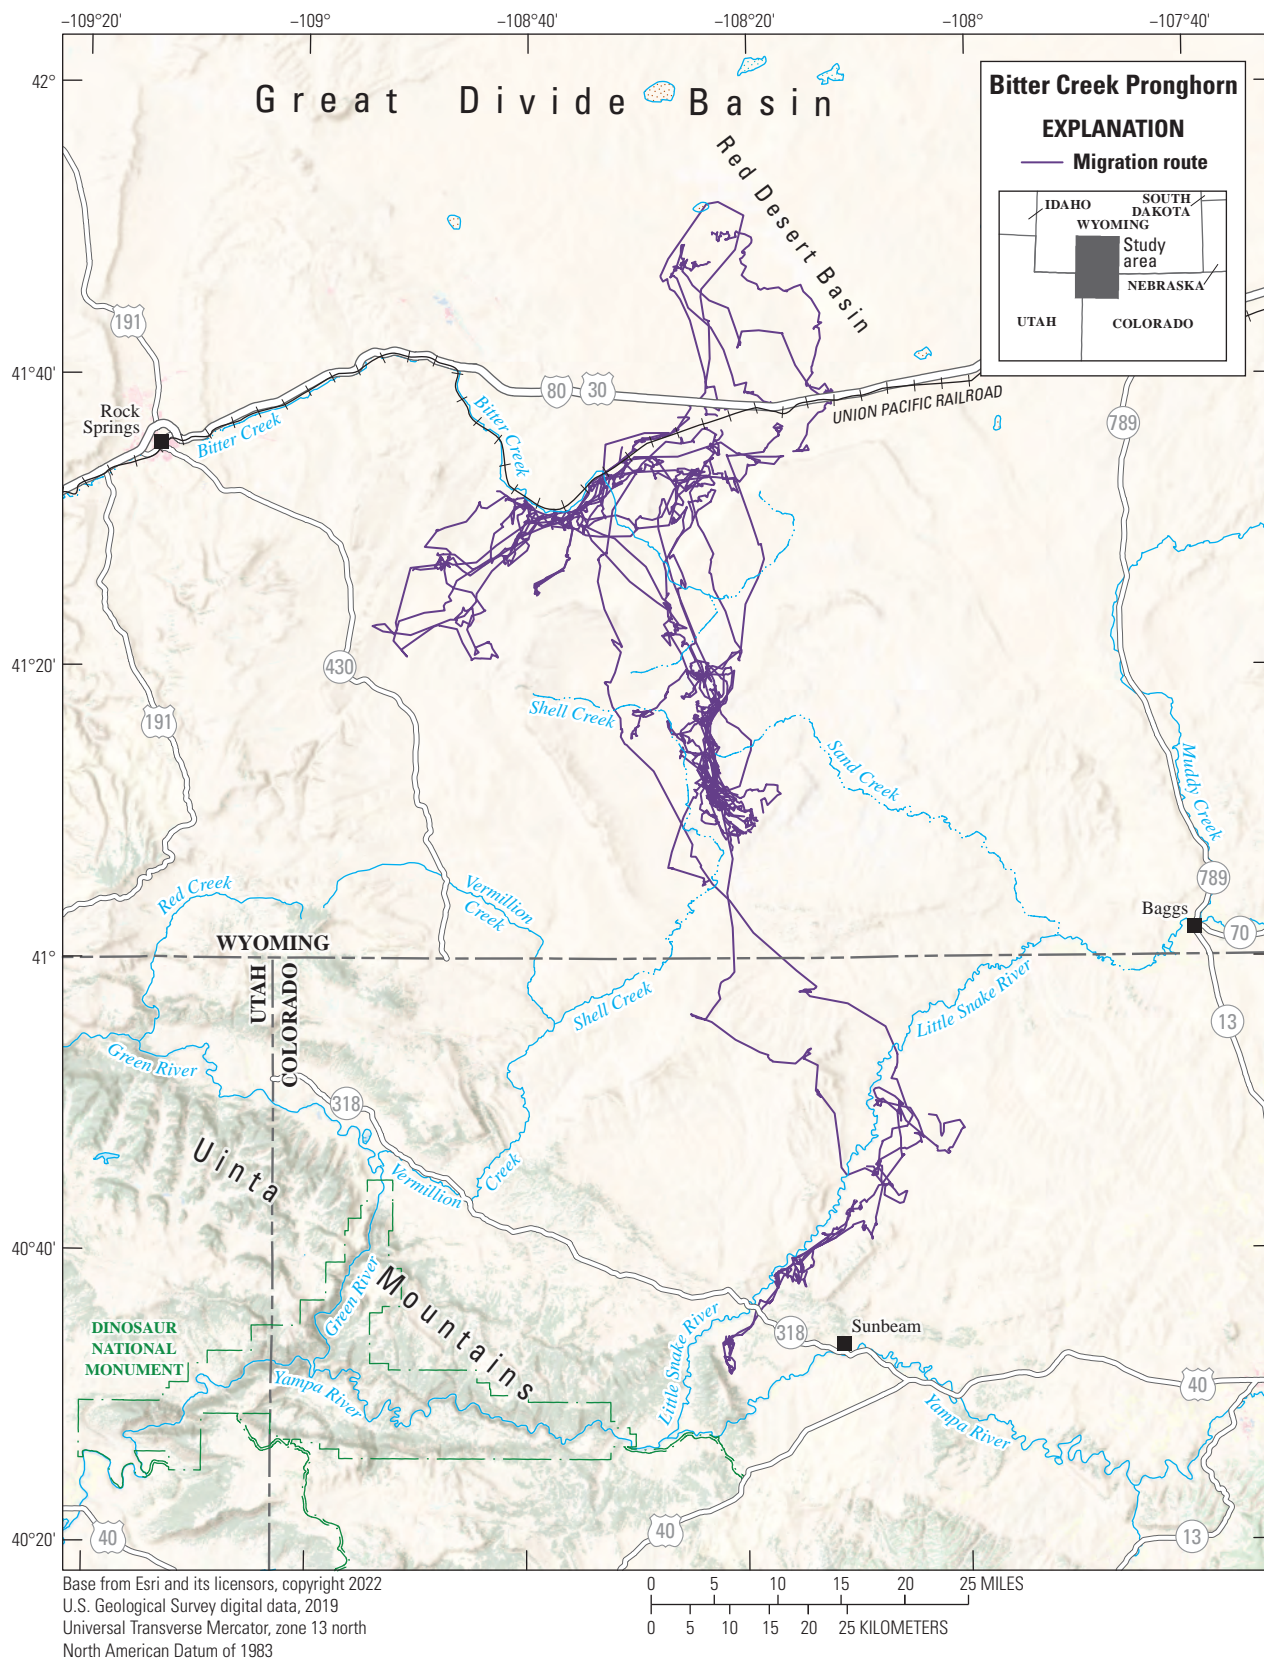 −109°20'
−109°
−108°40'
−108°20'
−108°
−107°40'
42°
41°40'
41°20'
41°
40°40'
40°20'
Great Divide Basin
Red Desert Basin
Bitter Creek Pronghorn
EXPLANATION
Migration route
IDAHO
SOUTH
DAKOTA
WYOMING
Study
area
NEBRASKA
UTAH
COLORADO
191
80
30
UNION PACIFIC RAILROAD
789
Rock
Springs
Bitter Creek
Bitter Creek
430
191
Shell Creek
Sand Creek
Muddy Creek
Red Creek
Vermillion
Creek
789
Baggs
70
WYOMING
UTAH
COLORADO
Shell Creek
Little Snake River
13
Green River
318
Uinta
Mountains
Vermillion
Creek
Green River
DINOSAUR
NATIONAL
MONUMENT
Little Snake River
318
Sunbeam
Yampa River
Yampa River
40
40
40
13
Base from Esri and its licensors, copyright 2022
U.S. Geological Survey digital data, 2019
Universal Transverse Mercator, zone 13 north
North American Datum of 1983
0 5 10 15 20 25 MILES
0 5 10 15 20 25 KILOMETERS